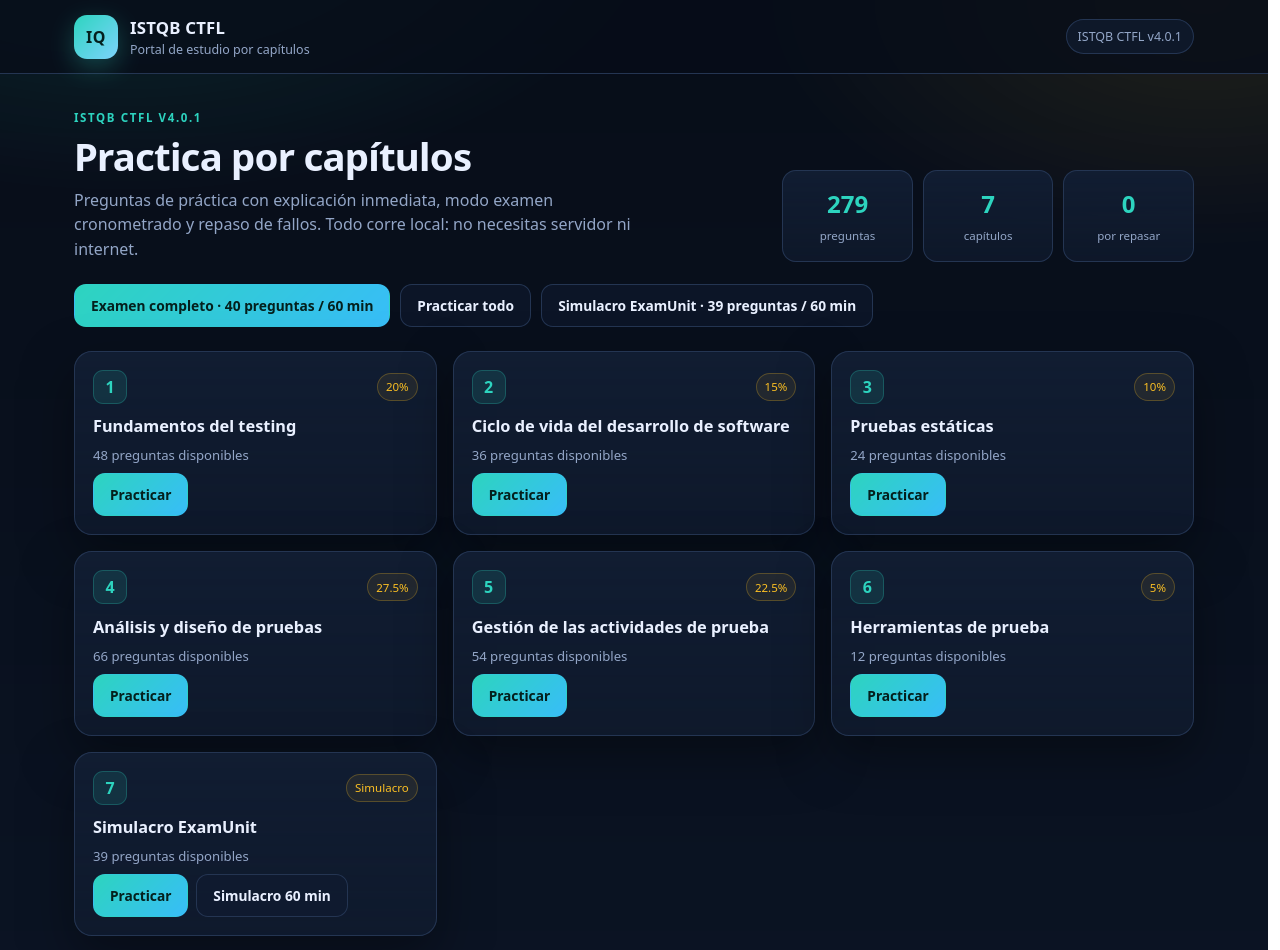 IQ
ISTQB CTFL
Portal de estudio por capítulos
ISTQB CTFL v4.0.1
ISTQB CTFL V4.0.1
Practica por capítulos
Preguntas de práctica con explicación inmediata, modo examen
cronometrado y repaso de fallos. Todo corre local: no necesitas servidor ni
internet.
279
preguntas
7
capítulos
0
por repasar
Examen completo · 40 preguntas / 60 min
Practicar todo
Simulacro ExamUnit · 39 preguntas / 60 min
1
20%
Fundamentos del testing
48 preguntas disponibles
Practicar
2
15%
Ciclo de vida del desarrollo de software
36 preguntas disponibles
Practicar
3
10%
Pruebas estáticas
24 preguntas disponibles
Practicar
4
27.5%
Análisis y diseño de pruebas
66 preguntas disponibles
Practicar
5
22.5%
Gestión de las actividades de prueba
54 preguntas disponibles
Practicar
6
5%
Herramientas de prueba
12 preguntas disponibles
Practicar
7
Simulacro
Simulacro ExamUnit
39 preguntas disponibles
Practicar
Simulacro 60 min